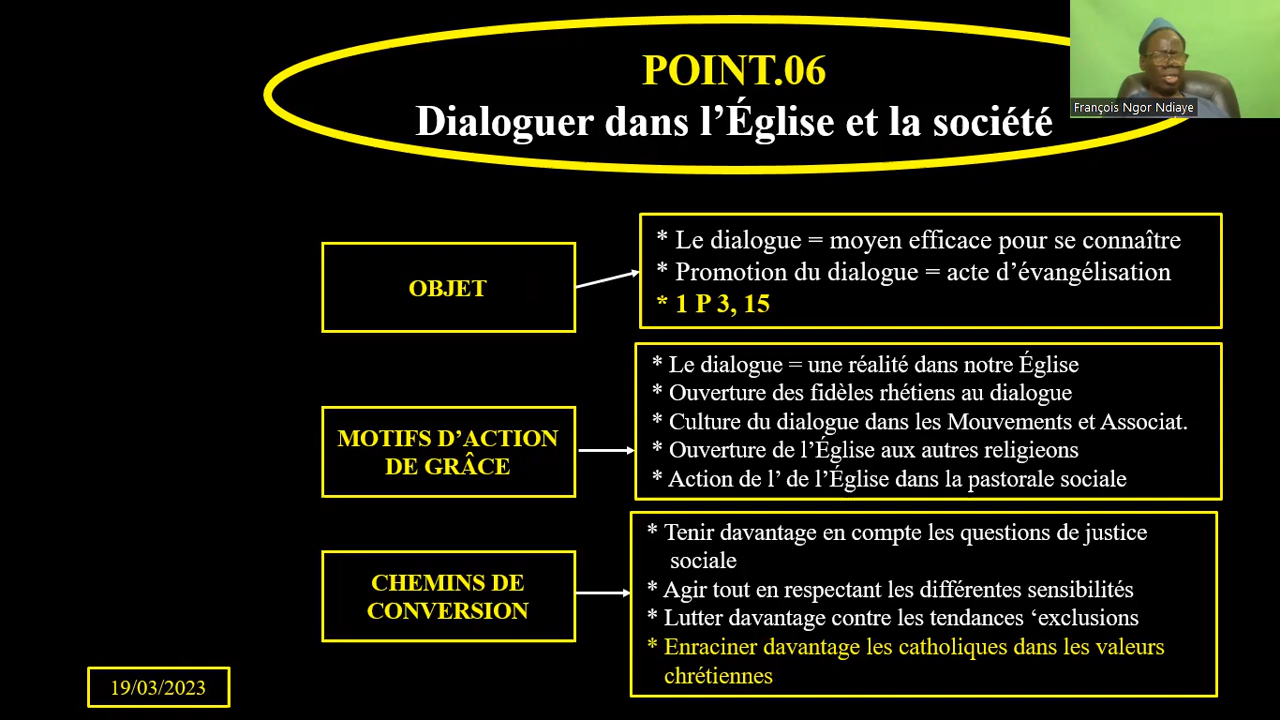 POINT.06
Dialoguer dans l’Église et la société
François Ngor Ndiaye
OBJET
* Le dialogue = moyen efficace pour se connaître
* Promotion du dialogue = acte d’évangélisation
* 1 P 3, 15
MOTIFS D’ACTION
DE GRÂCE
* Le dialogue = une réalité dans notre Église
* Ouverture des fidèles rhétiens au dialogue
* Culture du dialogue dans les Mouvements et Associat.
* Ouverture de l’Église aux autres religieons
* Action de l’ de l’Église dans la pastorale sociale
CHEMINS DE
CONVERSION
* Tenir davantage en compte les questions de justice
sociale
* Agir tout en respectant les différentes sensibilités
* Lutter davantage contre les tendances ‘exclusions
* Enraciner davantage les catholiques dans les valeurs
chrétiennes
19/03/2023